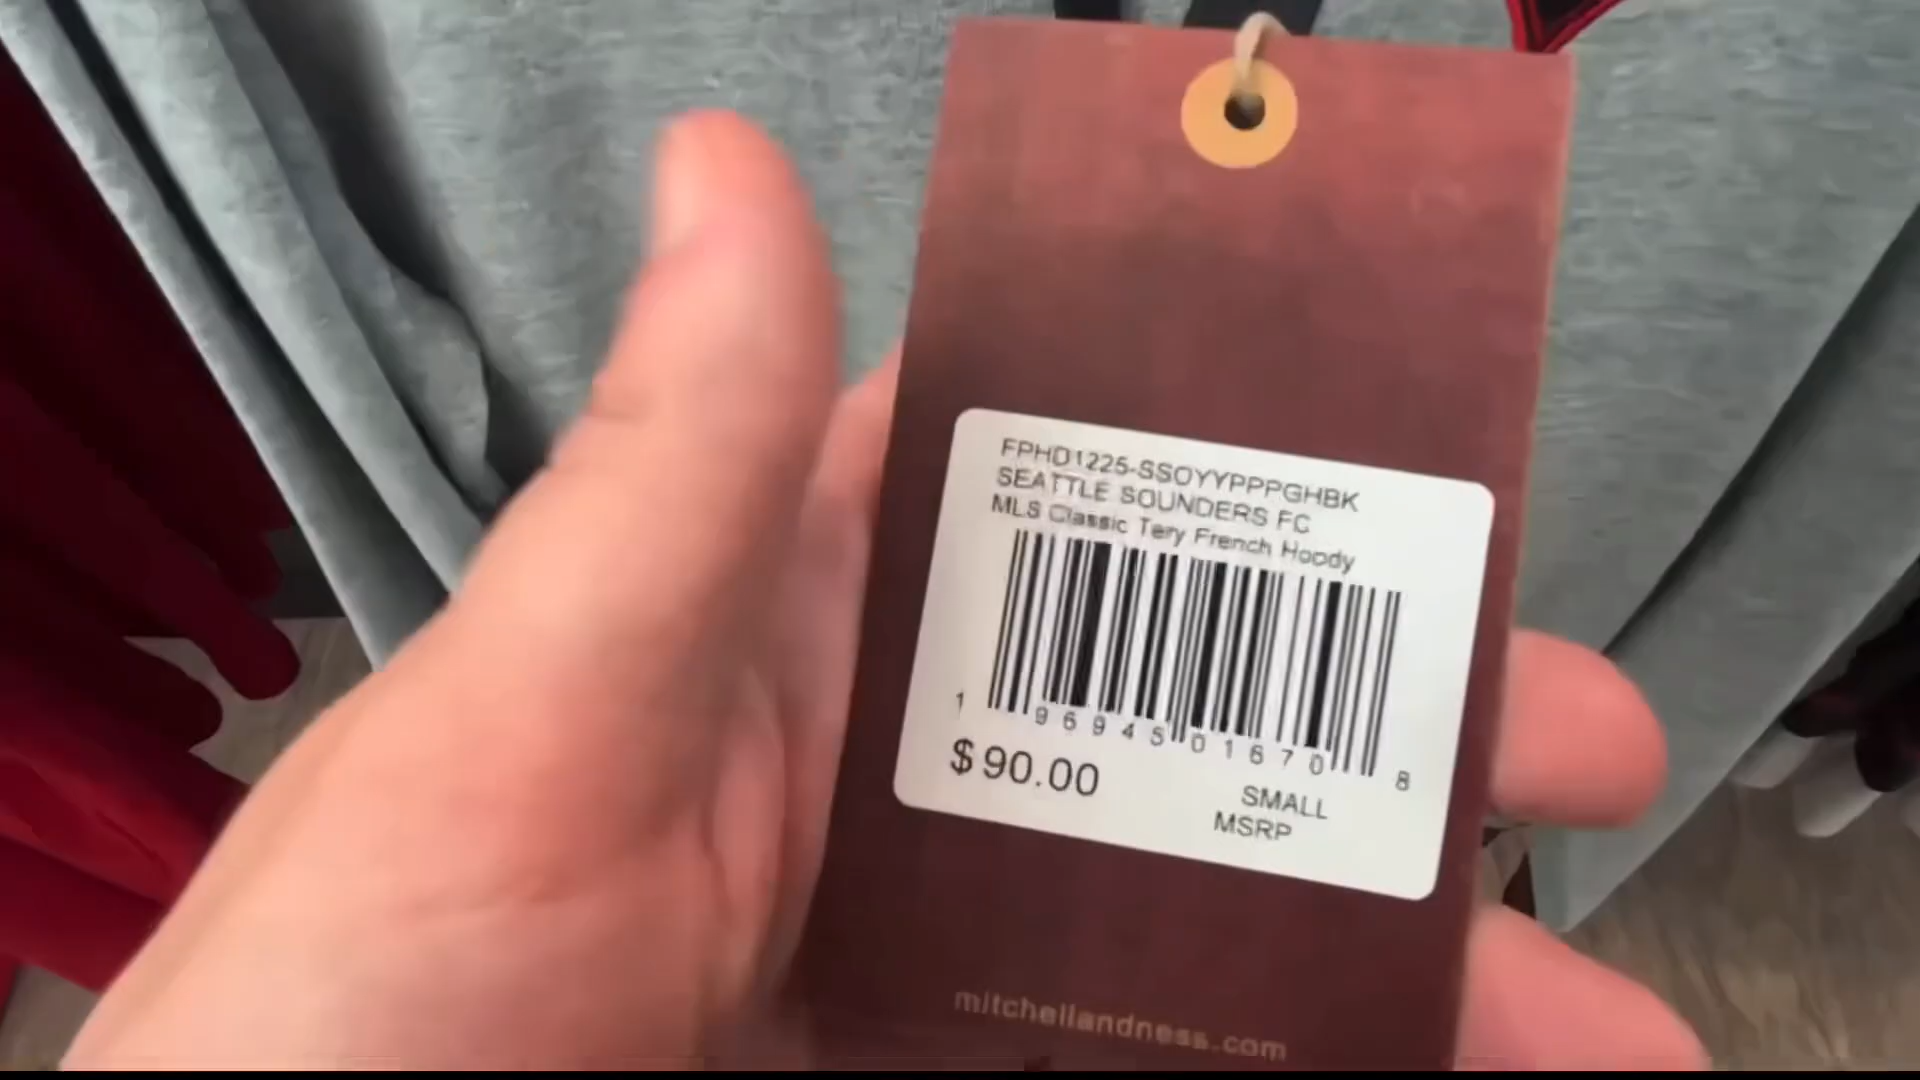 FPHD1225-SSOYYPPPGHBK
SEATTLE SOUNDERS FC
MLS Classic Tery French Hoody
1 96945 01670 8
$90.00
SMALL
MSRP
mitchellandness.com